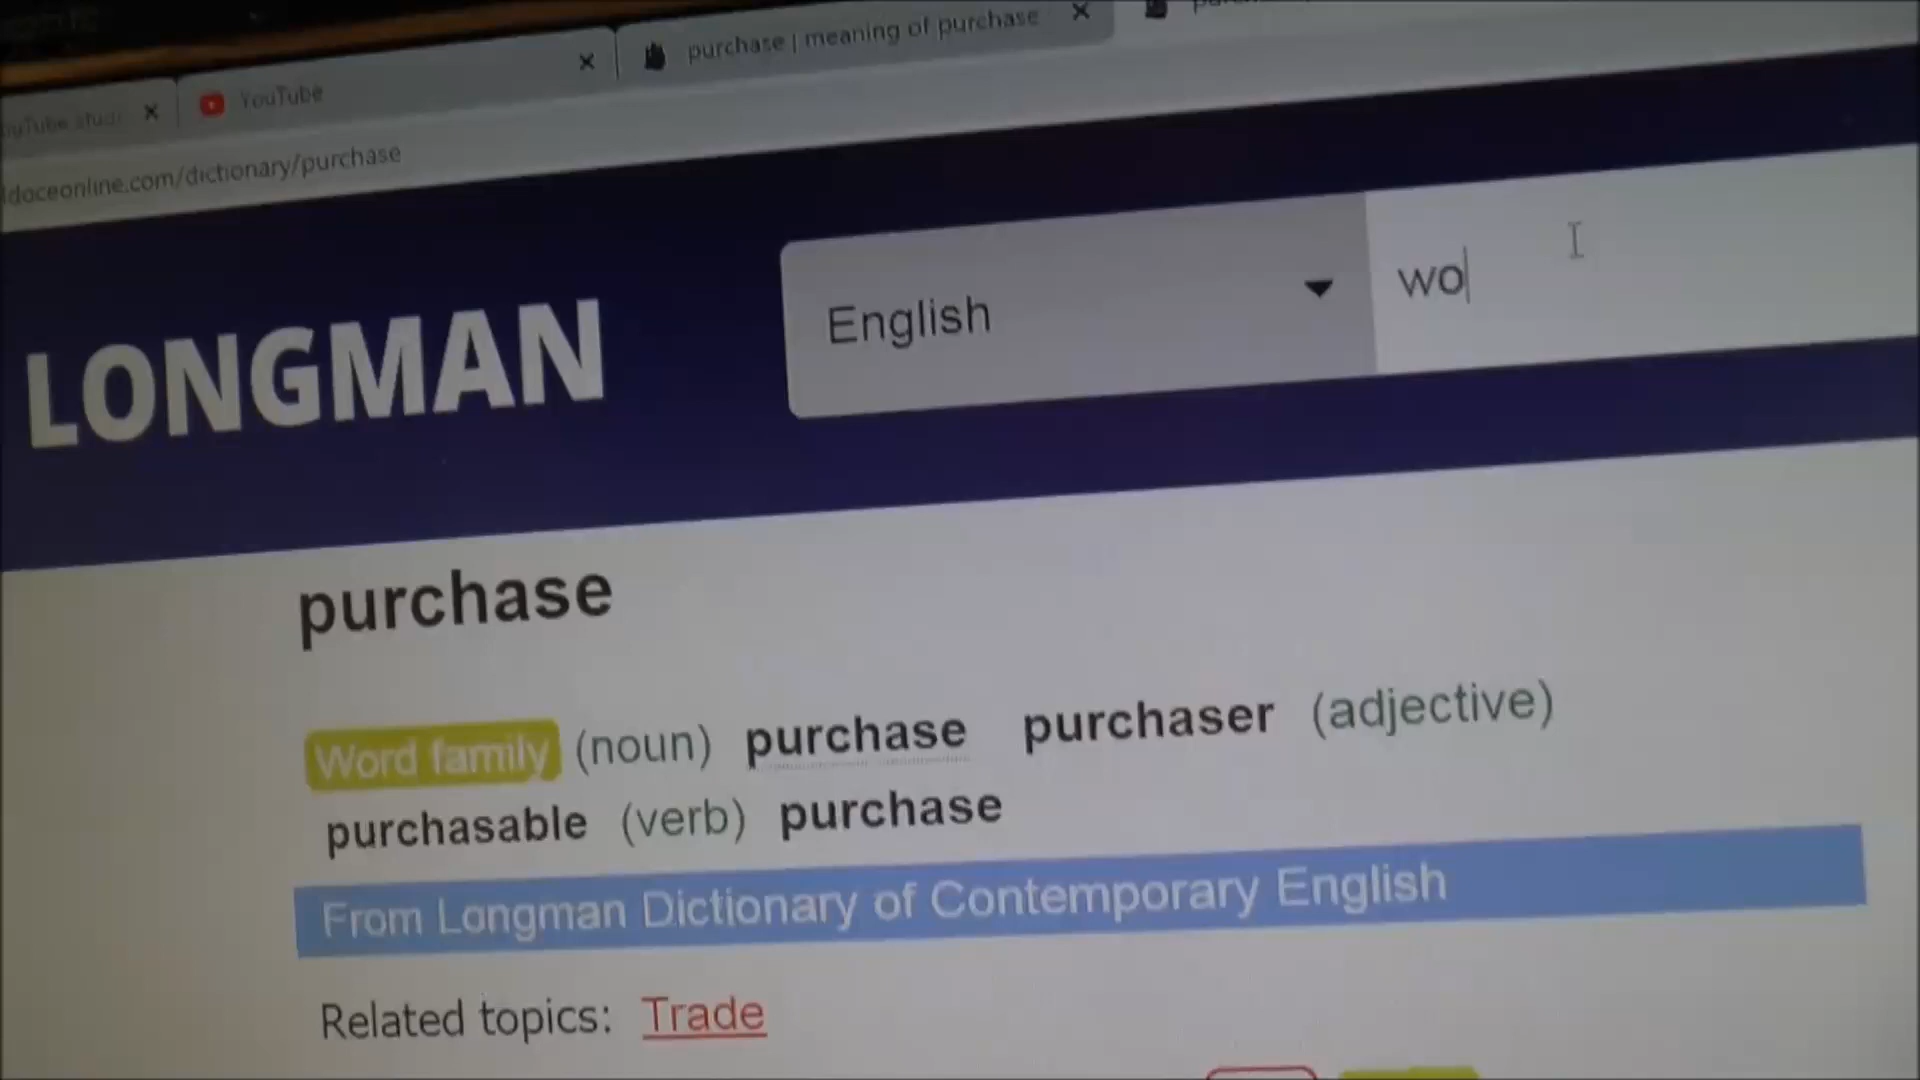 YouTube
purchase | meaning of purchase
ldoceonline.com/dictionary/purchase
LONGMAN
English
wo
purchase
Word family (noun) purchase purchaser (adjective)
purchasable (verb) purchase
From Longman Dictionary of Contemporary English
Related topics: Trade